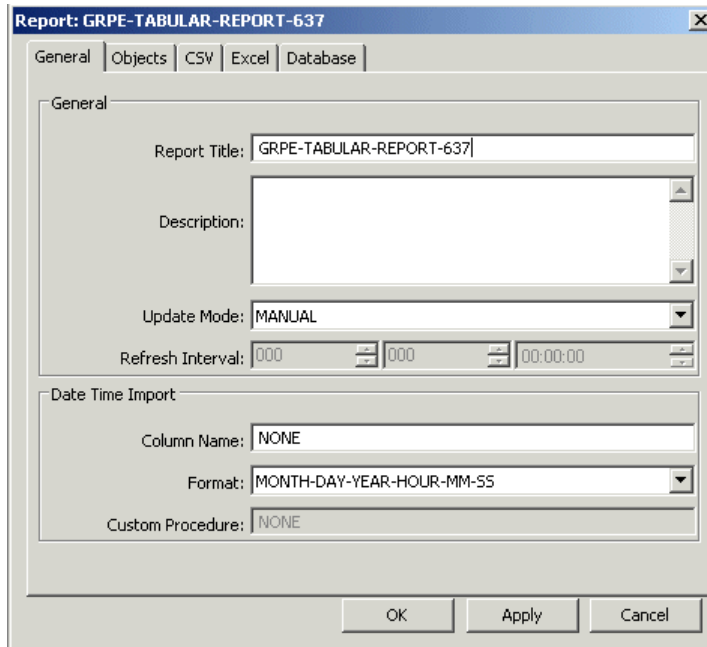 Report: GRPE-TABULAR-REPORT-637
General Objects CSV Excel Database
General
Report Title: GRPE-TABULAR-REPORT-637
Description:
Update Mode: MANUAL
Refresh Interval: 000 000 00:00:00
Date Time Import
Column Name: NONE
Format: MONTH-DAY-YEAR-HOUR-MM-SS
Custom Procedure: NONE
OK Apply Cancel